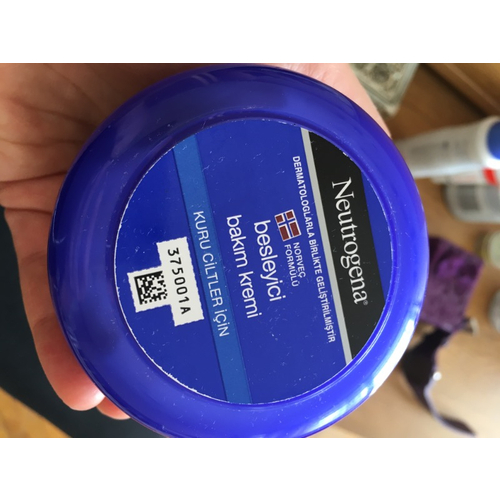 Neutrogena®
DERMATOLOGLARLA BİRLİKTE GELİŞTİRİLMİŞTİR
NORVEÇ
FORMÜLÜ
besleyici
bakım kremi
KURU CİLTLER İÇİN
375001A